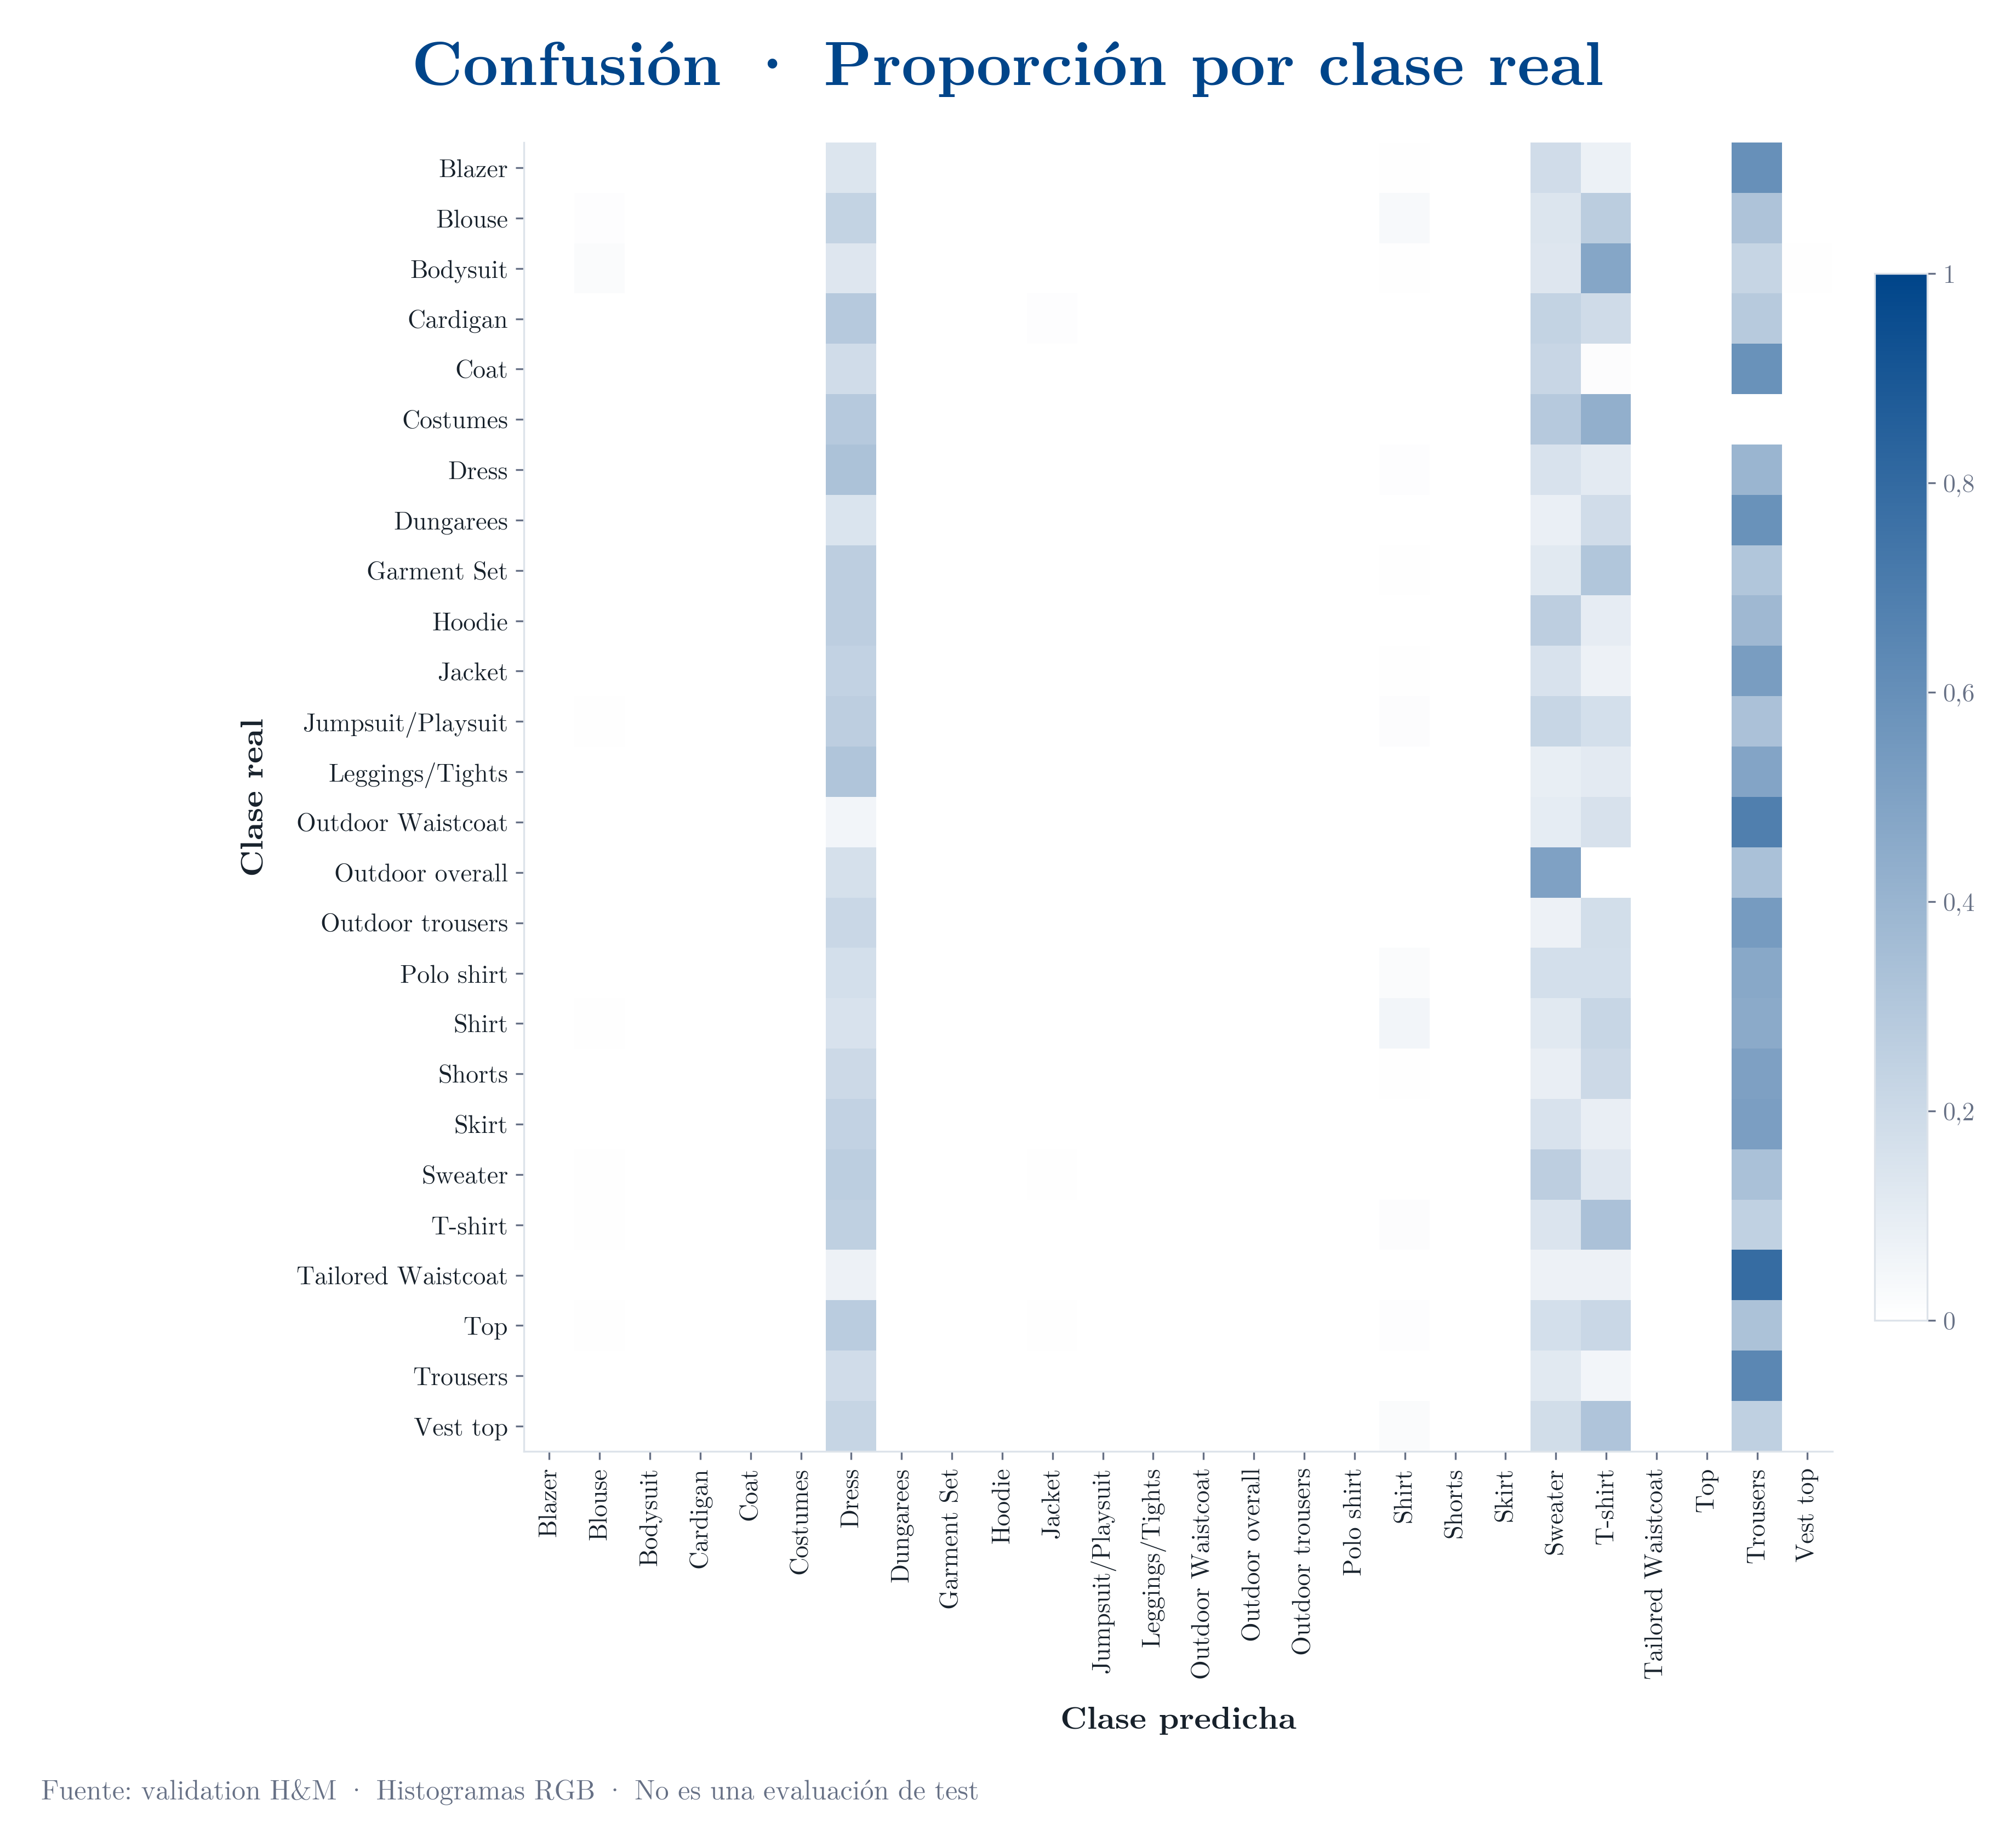 Confusión · Proporción por clase real
Clase real
Blazer
Blouse
Bodysuit
Cardigan
Coat
Costumes
Dress
Dungarees
Garment Set
Hoodie
Jacket
Jumpsuit/Playsuit
Leggings/Tights
Outdoor Waistcoat
Outdoor overall
Outdoor trousers
Polo shirt
Shirt
Shorts
Skirt
Sweater
T-shirt
Tailored Waistcoat
Top
Trousers
Vest top
1
0,8
0,6
0,4
0,2
0
Blazer
Blouse
Bodysuit
Cardigan
Coat
Costumes
Dress
Dungarees
Garment Set
Hoodie
Jacket
Jumpsuit/Playsuit
Leggings/Tights
Outdoor Waistcoat
Outdoor overall
Outdoor trousers
Polo shirt
Shirt
Shorts
Skirt
Sweater
T-shirt
Tailored Waistcoat
Top
Trousers
Vest top
Clase predicha
Fuente: validation H&M · Histogramas RGB · No es una evaluación de test